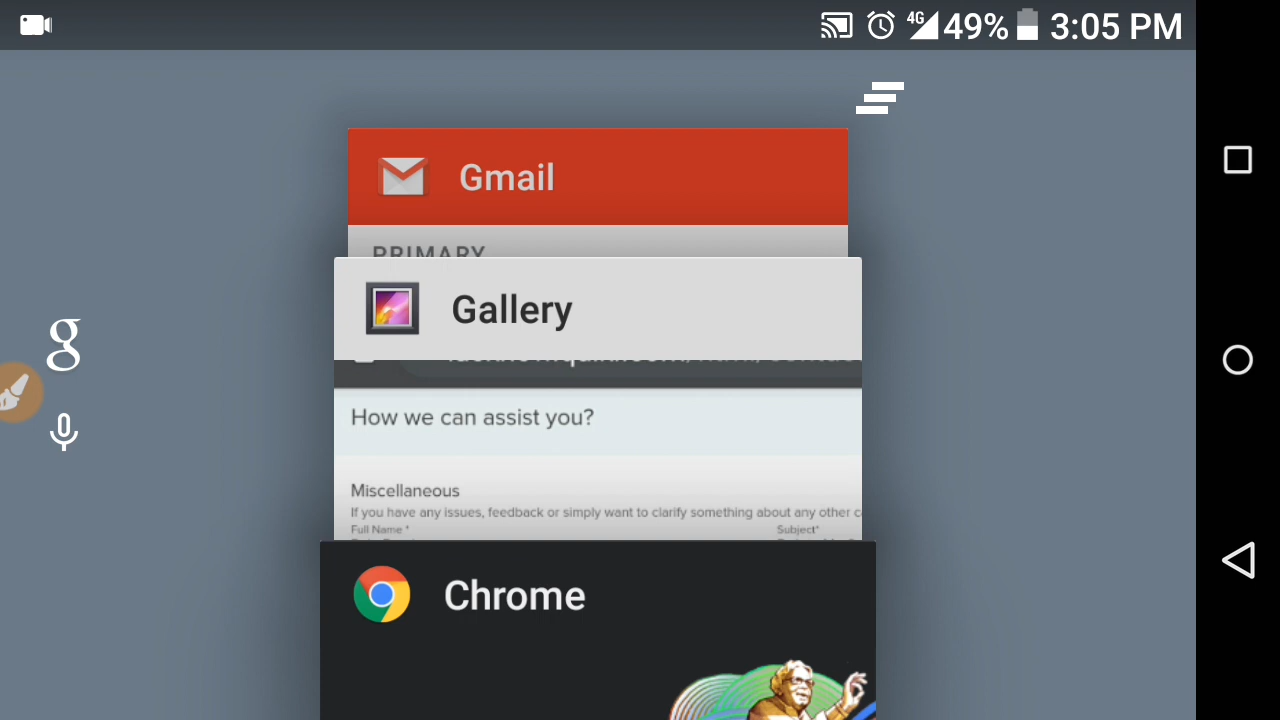 4G 49% 3:05 PM
g
Gmail
PRIMARY
Gallery
How we can assist you?
Miscellaneous
If you have any issues, feedback or simply want to clarify something about any other c
Full Name *
Subject*
Chrome